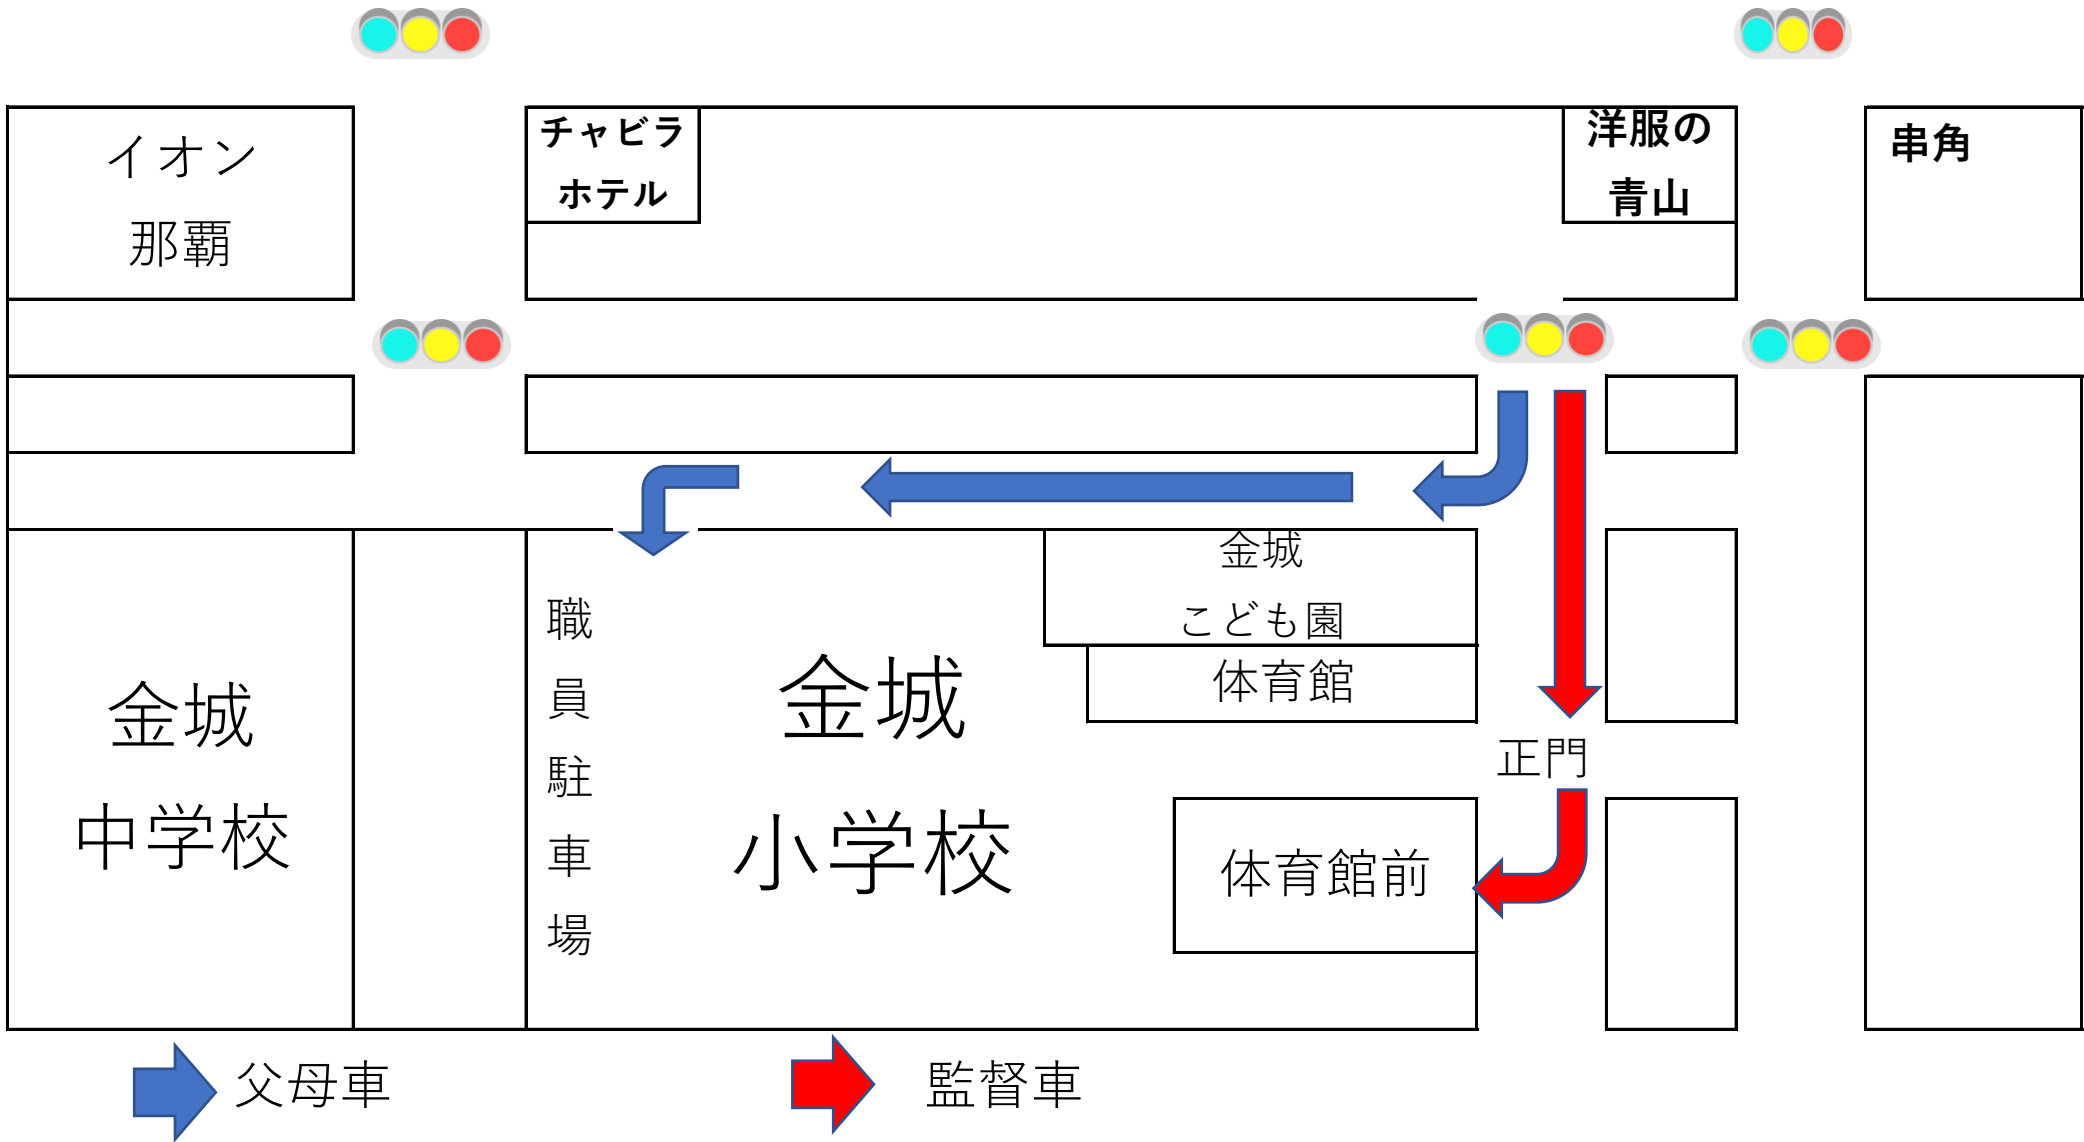 イオン
那覇
チャビラ
ホテル
洋服の
青山
串角
金城
こども園
体育館
正門
体育館前
職員駐車場
金城
小学校
金城
中学校
父母車
監督車